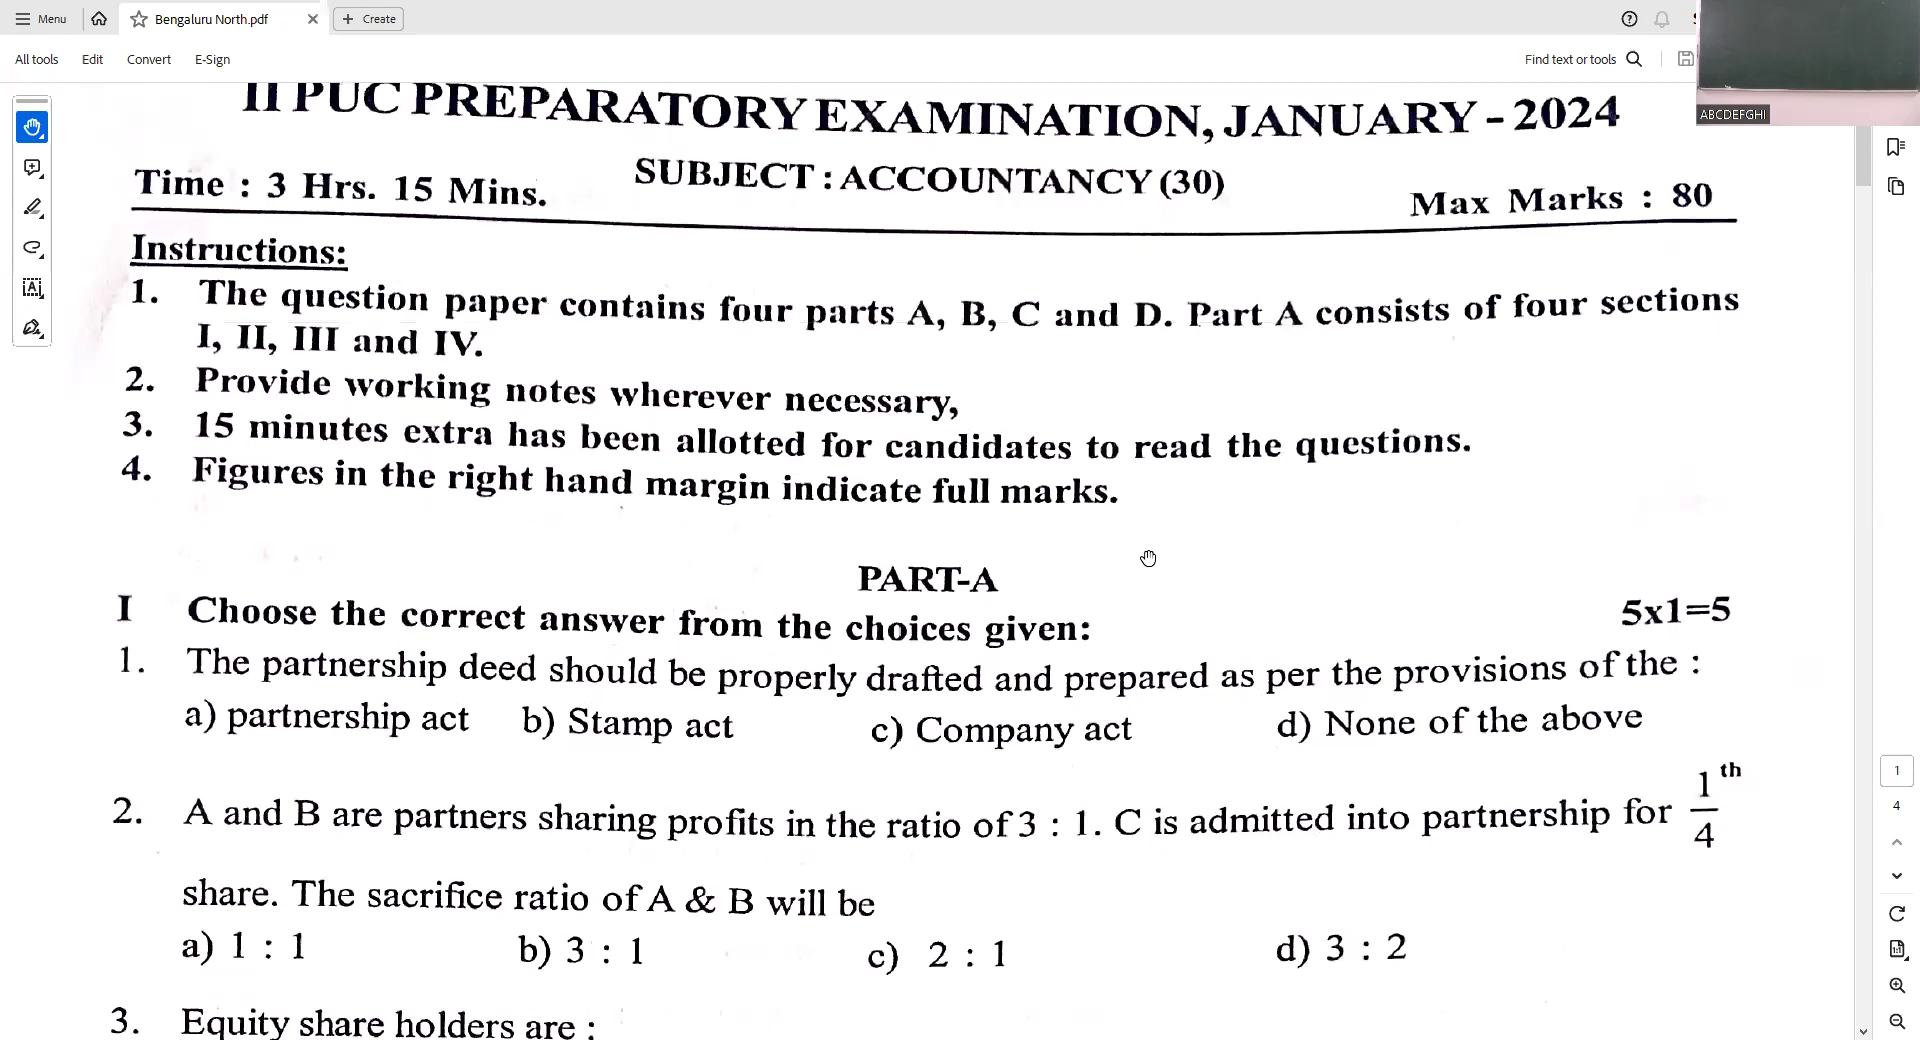 Menu
Bengaluru North.pdf
Create
All tools
Edit
Convert
E-Sign
Find text or tools
ABCDEFGHI
II PUC PREPARATORY EXAMINATION, JANUARY - 2024
SUBJECT : ACCOUNTANCY (30)
Time : 3 Hrs. 15 Mins.
Max Marks : 80
Instructions:
1. The question paper contains four parts A, B, C and D. Part A consists of four sections
I, II, III and IV.
2. Provide working notes wherever necessary,
3. 15 minutes extra has been allotted for candidates to read the questions.
4. Figures in the right hand margin indicate full marks.
PART-A
I Choose the correct answer from the choices given: 5x1=5
1. The partnership deed should be properly drafted and prepared as per the provisions of the :
a) partnership act b) Stamp act c) Company act d) None of the above
2. A and B are partners sharing profits in the ratio of 3 : 1. C is admitted into partnership for 1/4 th
share. The sacrifice ratio of A & B will be
a) 1 : 1 b) 3 : 1 c) 2 : 1 d) 3 : 2
3. Equity share holders are :
1
4